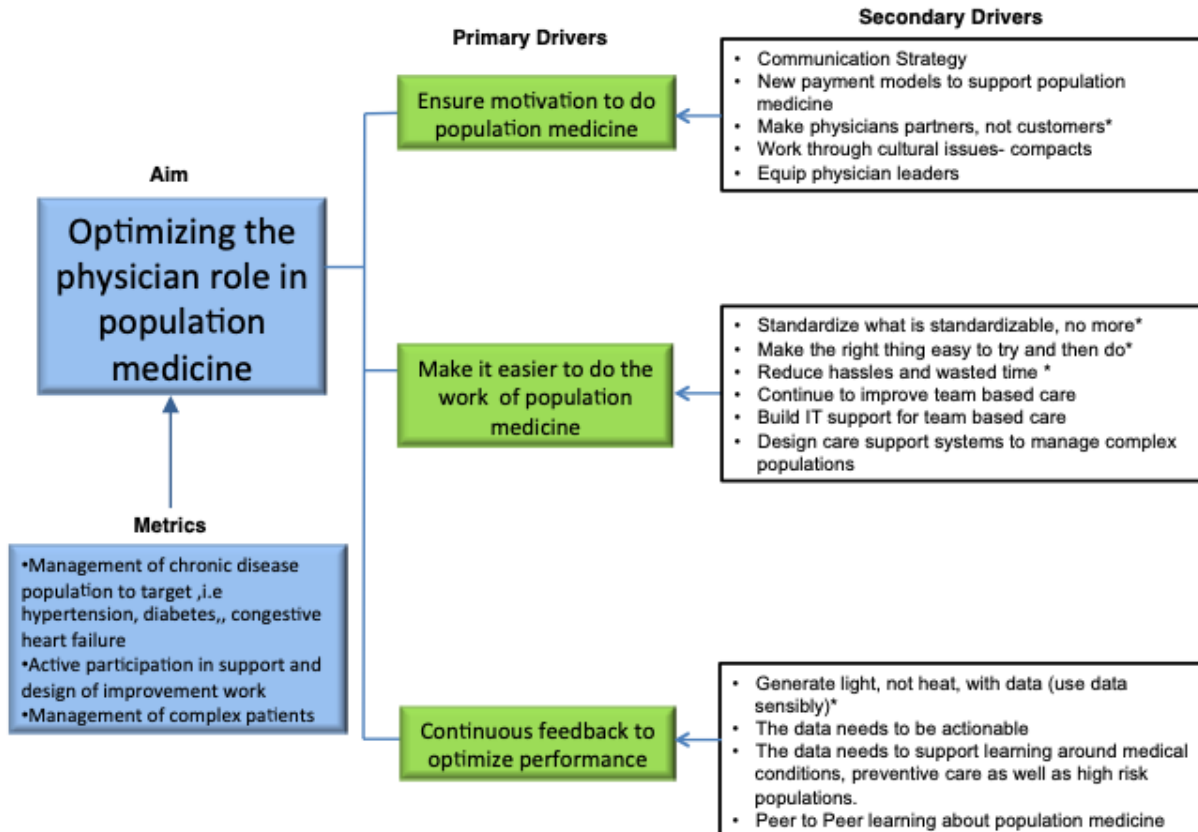 Secondary Drivers
Primary Drivers
• Communication Strategy
• New payment models to support population
medicine
• Make physicians partners, not customers*
• Work through cultural issues- compacts
• Equip physician leaders
Ensure motivation to do
population medicine
Aim
Optimizing the
physician role in
population
medicine
• Standardize what is standardizable, no more*
• Make the right thing easy to try and then do*
• Reduce hassles and wasted time *
• Continue to improve team based care
• Build IT support for team based care
• Design care support systems to manage complex
populations
Make it easier to do the
work of population
medicine
Metrics
•Management of chronic disease
population to target ,i.e
hypertension, diabetes,, congestive
heart failure
•Active participation in support and
design of improvement work
•Management of complex patients
Continuous feedback to
optimize performance
• Generate light, not heat, with data (use data
sensibly)*
• The data needs to be actionable
• The data needs to support learning around medical
conditions, preventive care as well as high risk
populations.
• Peer to Peer learning about population medicine